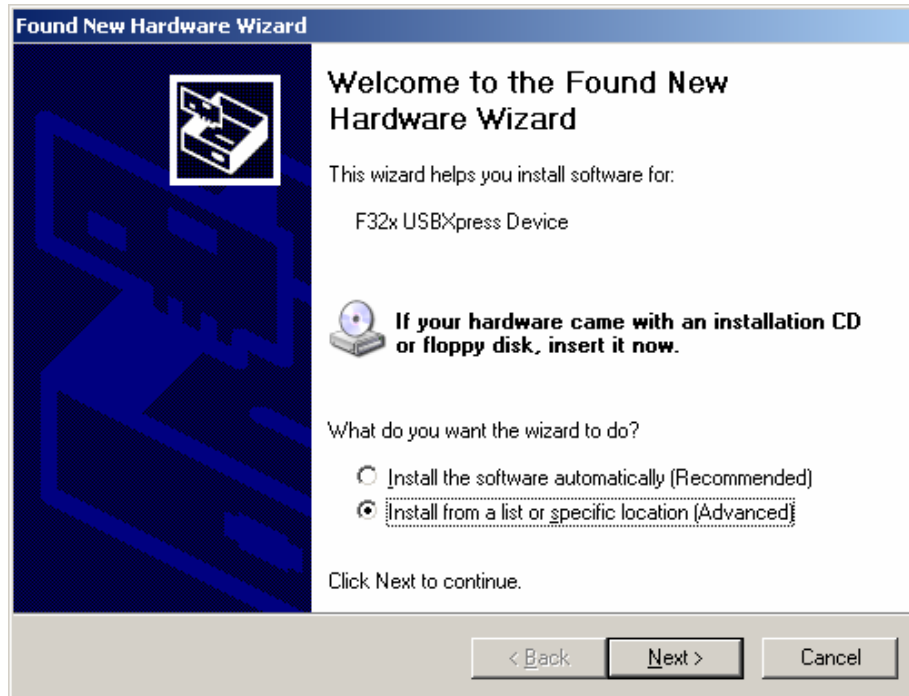 Found New Hardware Wizard
Welcome to the Found New
Hardware Wizard
This wizard helps you install software for:
F32x USBXpress Device
If your hardware came with an installation CD
or floppy disk, insert it now.
What do you want the wizard to do?
Install the software automatically (Recommended)
Install from a list or specific location (Advanced)
Click Next to continue.
< Back
Next >
Cancel